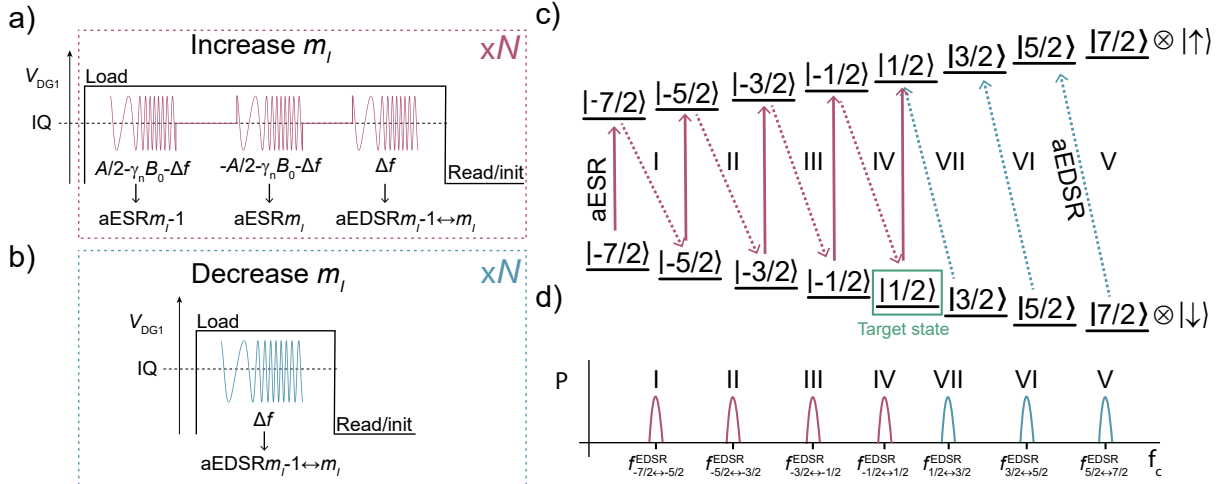 a)
Increase m_I
xN
V_DG1
Load
IQ
A/2-γ_nB_0-Δf
-A/2-γ_nB_0-Δf
Δf
Read/init
aESRm_I-1
aESRm_I
aEDSRm_I-1↔m_I
b)
Decrease m_I
xN
V_DG1
Load
IQ
Δf
Read/init
aEDSRm_I-1↔m_I
c)
|-7/2⟩
|-5/2⟩
|-3/2⟩
|-1/2⟩
|1/2⟩
|3/2⟩
|5/2⟩
|7/2⟩ ⊗ |↑⟩
aESR
I
II
III
IV
VII
VI
V
aEDSR
|-7/2⟩
|-5/2⟩
|-3/2⟩
|-1/2⟩
|1/2⟩
|3/2⟩
|5/2⟩
|7/2⟩ ⊗ |↓⟩
Target state
d)
P
I
II
III
IV
VII
VI
V
f^EDSR_-7/2↔-5/2
f^EDSR_-5/2↔-3/2
f^EDSR_-3/2↔-1/2
f^EDSR_-1/2↔1/2
f^EDSR_1/2↔3/2
f^EDSR_3/2↔5/2
f^EDSR_5/2↔7/2
f_c